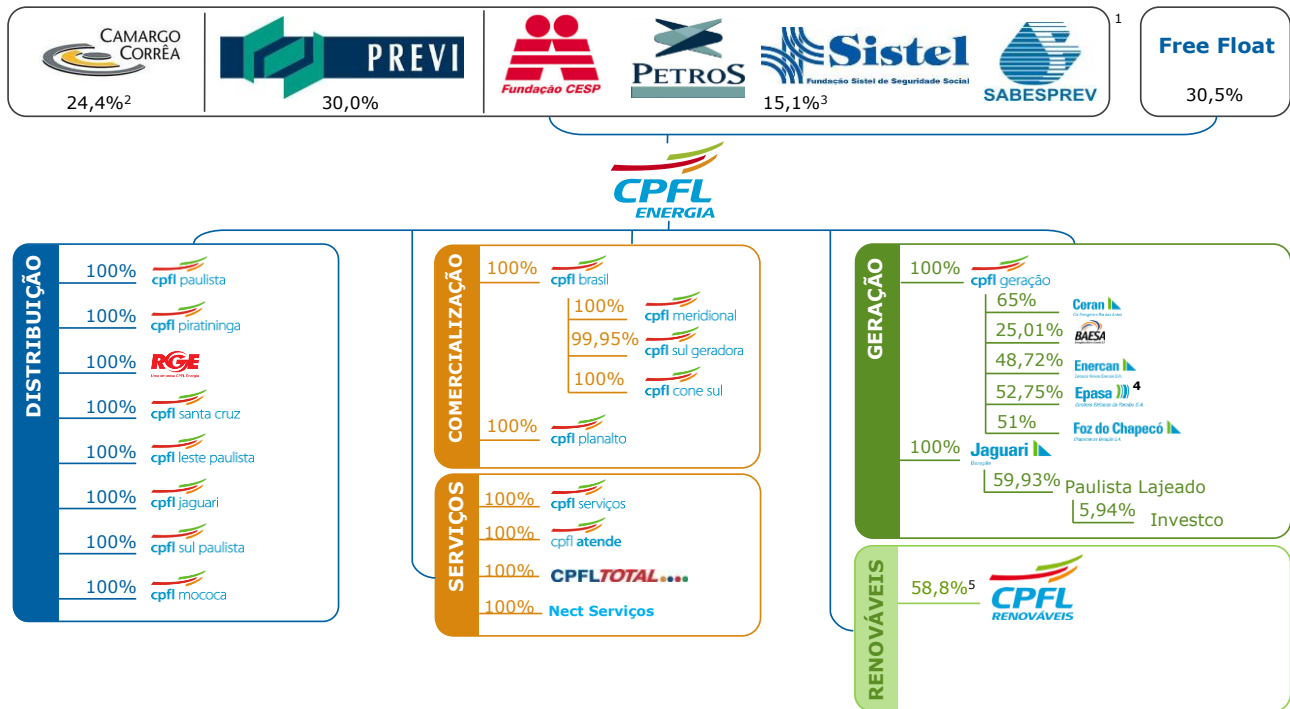 CAMARGO
CORRÊA
24,4%²
PREVI
30,0%
Fundação CESP
PETROS
Sistel
Fundação Sistel de Seguridade Social
SABESPREV
15,1%³
1
Free Float
30,5%
CPFL
ENERGIA
DISTRIBUIÇÃO
100% cpfl paulista
100% cpfl piratininga
100% RGE
100% cpfl santa cruz
100% cpfl leste paulista
100% cpfl jaguari
100% cpfl sul paulista
100% cpfl mococa
COMERCIALIZAÇÃO
100% cpfl brasil
100% cpfl meridional
99,95% cpfl sul geradora
100% cpfl cone sul
100% cpfl planalto
SERVIÇOS
100% cpfl serviços
100% cpfl atende
100% CPFLTOTAL
100% Nect Serviços
GERAÇÃO
100% cpfl geração
65% Ceran
25,01% BAESA
48,72% Enercan
52,75% Epasa 4
51% Foz do Chapecó
100% Jaguari
Geração
59,93% Paulista Lajeado
5,94% Investco
RENOVÁVEIS
58,8%⁵ CPFL
RENOVÁVEIS